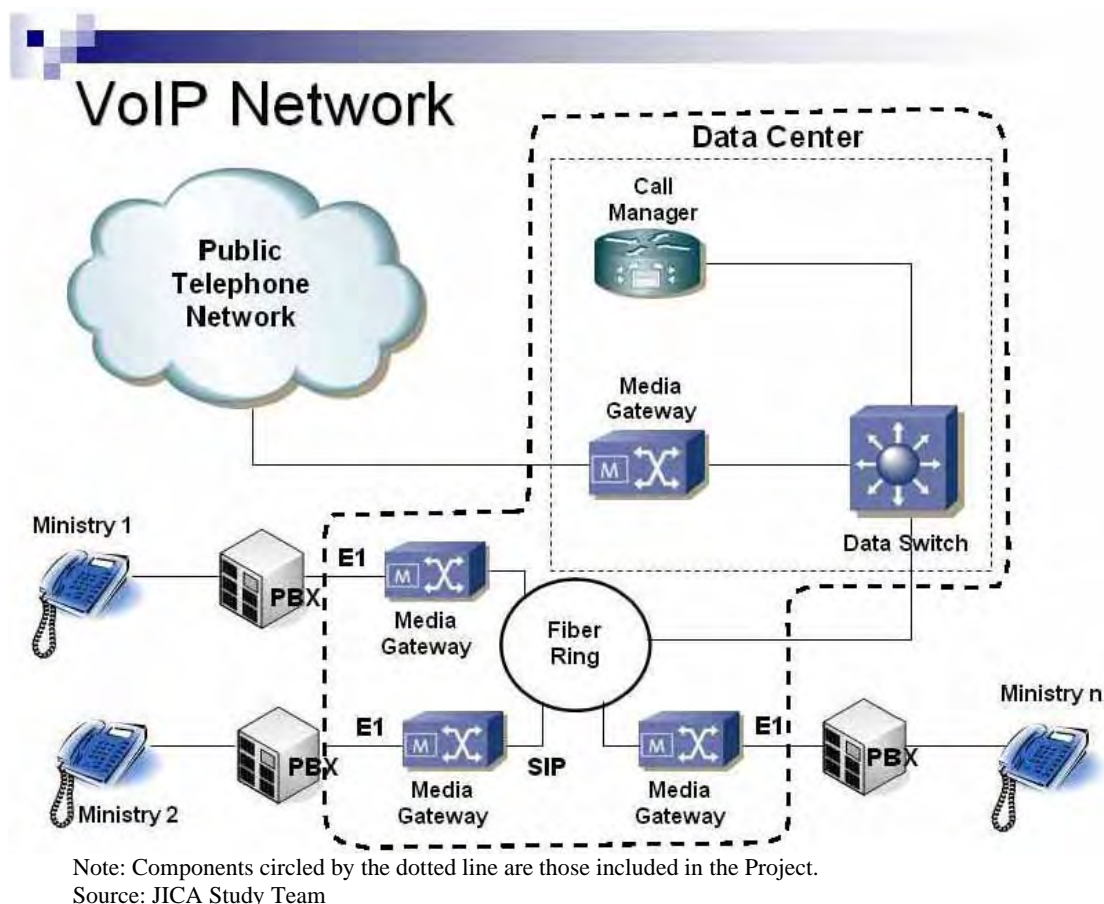 VoIP Network
Data Center
Call
Manager
Public
Telephone
Network
Media
Gateway
M
Data Switch
Ministry 1
PBX
E1
M
Media
Gateway
Fiber
Ring
Ministry 2
PBX
E1
M
SIP
Media
Gateway
M
E1
Media
Gateway
PBX
Ministry n
Note: Components circled by the dotted line are those included in the Project.
Source: JICA Study Team